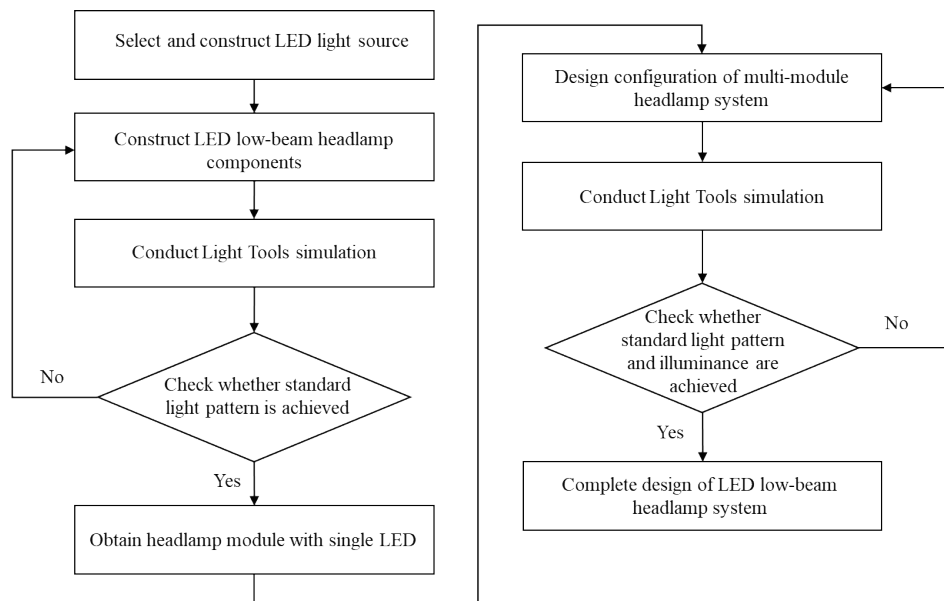 Select and construct LED light source
Construct LED low-beam headlamp
components
Conduct Light Tools simulation
Check whether standard
light pattern is achieved
No
Yes
Obtain headlamp module with single LED
Design configuration of multi-module
headlamp system
Conduct Light Tools simulation
Check whether
standard light pattern
and illuminance are
achieved
No
Yes
Complete design of LED low-beam
headlamp system